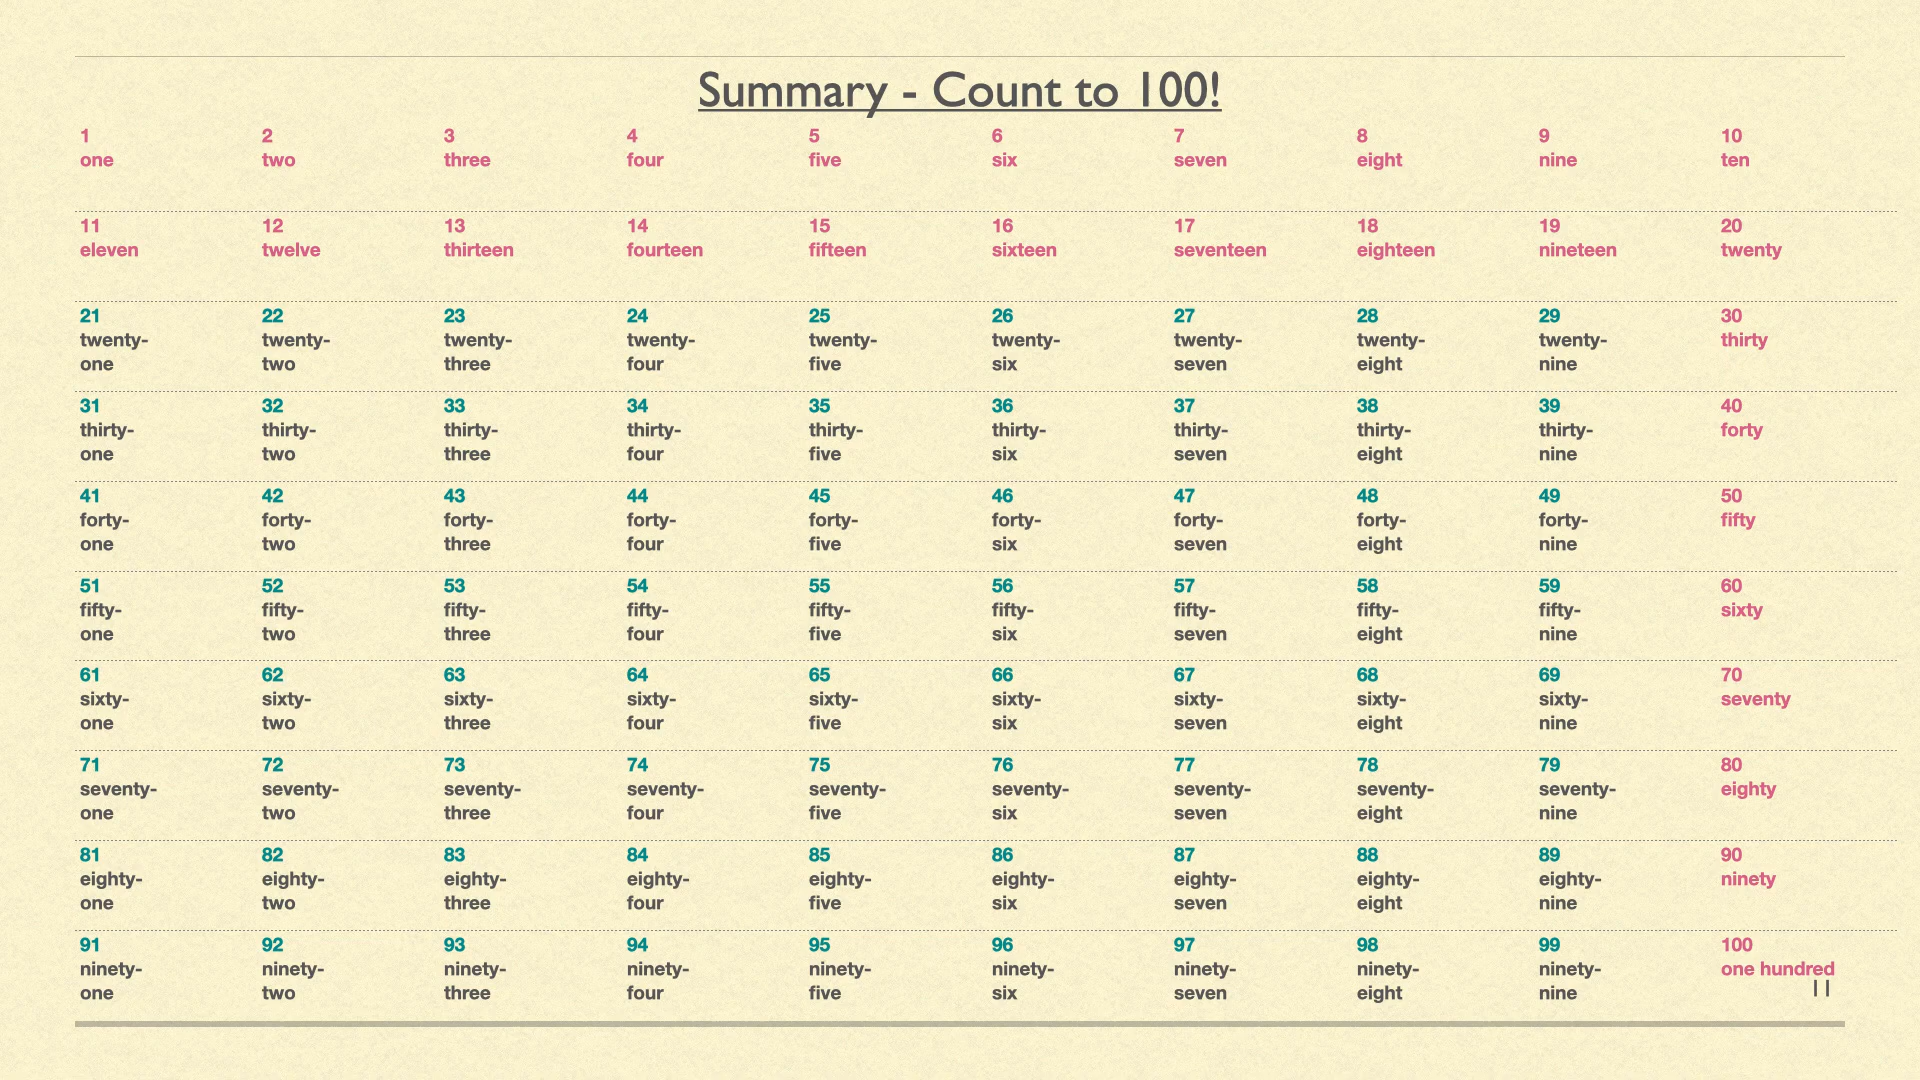 Summary - Count to 100!
1 2 3 4 5 6 7 8 9 10
one two three four five six seven eight nine ten
11 12 13 14 15 16 17 18 19 20
eleven twelve thirteen fourteen fifteen sixteen seventeen eighteen nineteen twenty
21 22 23 24 25 26 27 28 29 30
twenty- twenty- twenty- twenty- twenty- twenty- twenty- twenty- twenty- thirty
one two three four five six seven eight nine
31 32 33 34 35 36 37 38 39 40
thirty- thirty- thirty- thirty- thirty- thirty- thirty- thirty- thirty- forty
one two three four five six seven eight nine
41 42 43 44 45 46 47 48 49 50
forty- forty- forty- forty- forty- forty- forty- forty- forty- fifty
one two three four five six seven eight nine
51 52 53 54 55 56 57 58 59 60
fifty- fifty- fifty- fifty- fifty- fifty- fifty- fifty- fifty- sixty
one two three four five six seven eight nine
61 62 63 64 65 66 67 68 69 70
sixty- sixty- sixty- sixty- sixty- sixty- sixty- sixty- sixty- seventy
one two three four five six seven eight nine
71 72 73 74 75 76 77 78 79 80
seventy- seventy- seventy- seventy- seventy- seventy- seventy- seventy- seventy- eighty
one two three four five six seven eight nine
81 82 83 84 85 86 87 88 89 90
eighty- eighty- eighty- eighty- eighty- eighty- eighty- eighty- eighty- ninety
one two three four five six seven eight nine
91 92 93 94 95 96 97 98 99 100
ninety- ninety- ninety- ninety- ninety- ninety- ninety- ninety- ninety- one hundred
one two three four five six seven eight nine
11